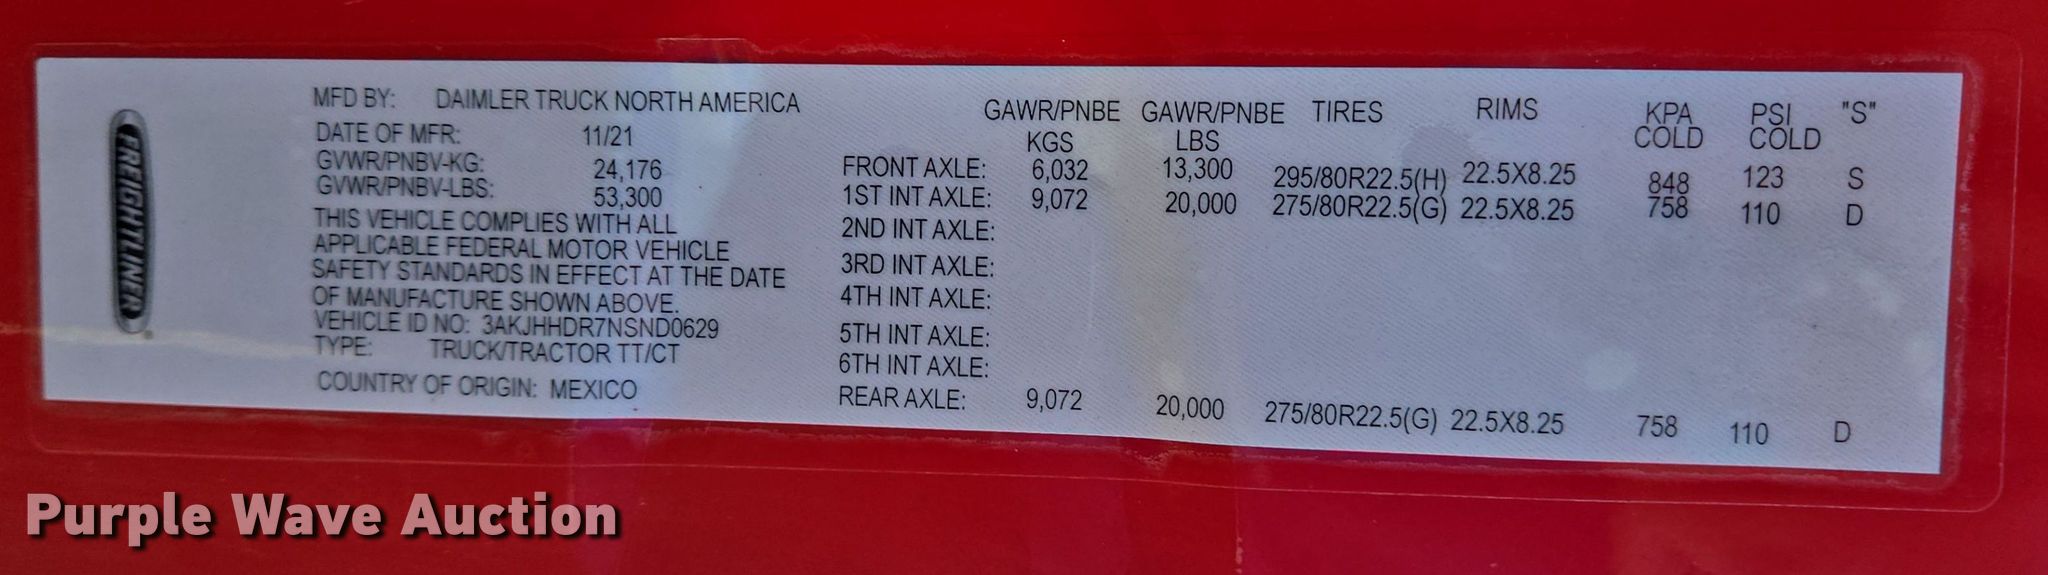 FREIGHTLINER
MFD BY: DAIMLER TRUCK NORTH AMERICA
DATE OF MFR: 11/21
GVWR/PNBV-KG: 24,176
GVWR/PNBV-LBS: 53,300
THIS VEHICLE COMPLIES WITH ALL
APPLICABLE FEDERAL MOTOR VEHICLE
SAFETY STANDARDS IN EFFECT AT THE DATE
OF MANUFACTURE SHOWN ABOVE.
VEHICLE ID NO: 3AKJHHDR7NSND0629
TYPE: TRUCK/TRACTOR TT/CT
COUNTRY OF ORIGIN: MEXICO
GAWR/PNBE GAWR/PNBE TIRES RIMS KPA PSI "S"
KGS LBS COLD COLD
FRONT AXLE: 6,032 13,300 295/80R22.5(H) 22.5X8.25 848 123 S
1ST INT AXLE: 9,072 20,000 275/80R22.5(G) 22.5X8.25 758 110 D
2ND INT AXLE:
3RD INT AXLE:
4TH INT AXLE:
5TH INT AXLE:
6TH INT AXLE:
REAR AXLE: 9,072 20,000 275/80R22.5(G) 22.5X8.25 758 110 D
Purple Wave Auction